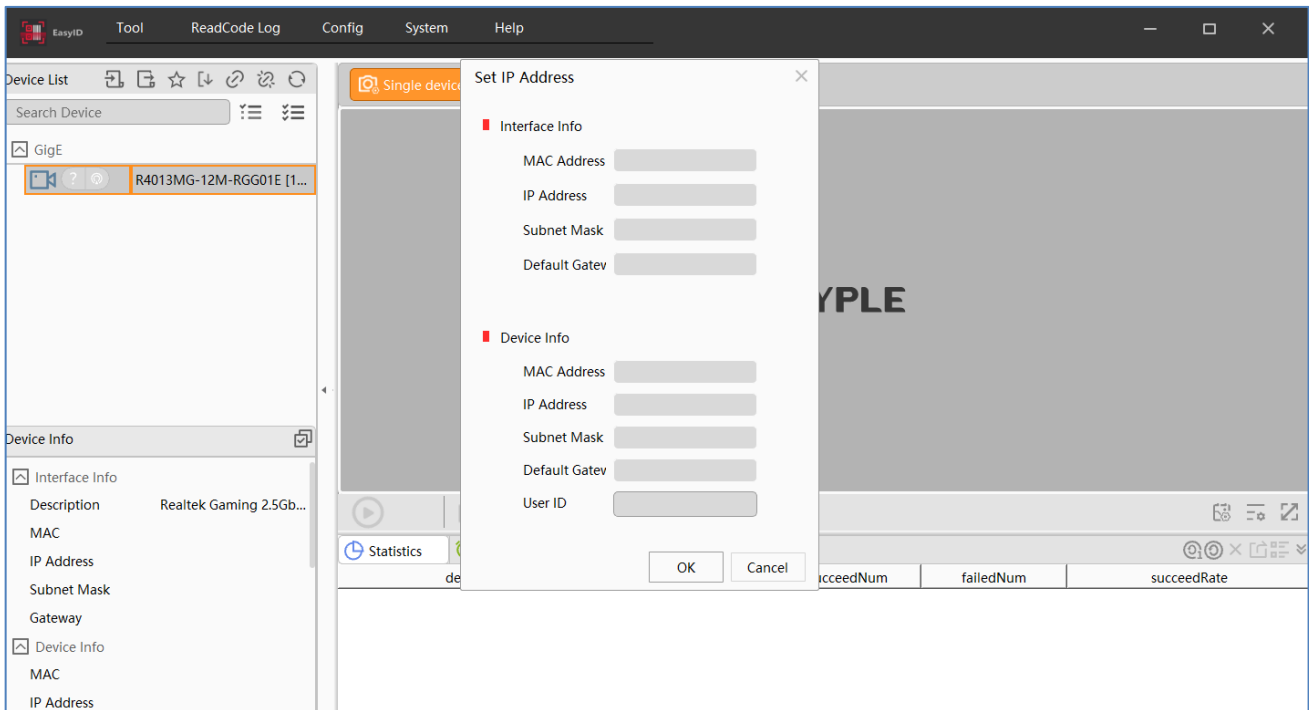 EasyID Tool ReadCode Log Config System Help
Device List
Search Device
GigE
R4013MG-12M-RGG01E [1...
Device Info
Interface Info
Description Realtek Gaming 2.5Gb...
MAC
IP Address
Subnet Mask
Gateway
Device Info
MAC
IP Address
Single device
Set IP Address
Interface Info
MAC Address
IP Address
Subnet Mask
Default Gatew
Device Info
MAC Address
IP Address
Subnet Mask
Default Gatew
User ID
OK Cancel
YPLE
Statistics
de ucceedNum failedNum succeedRate